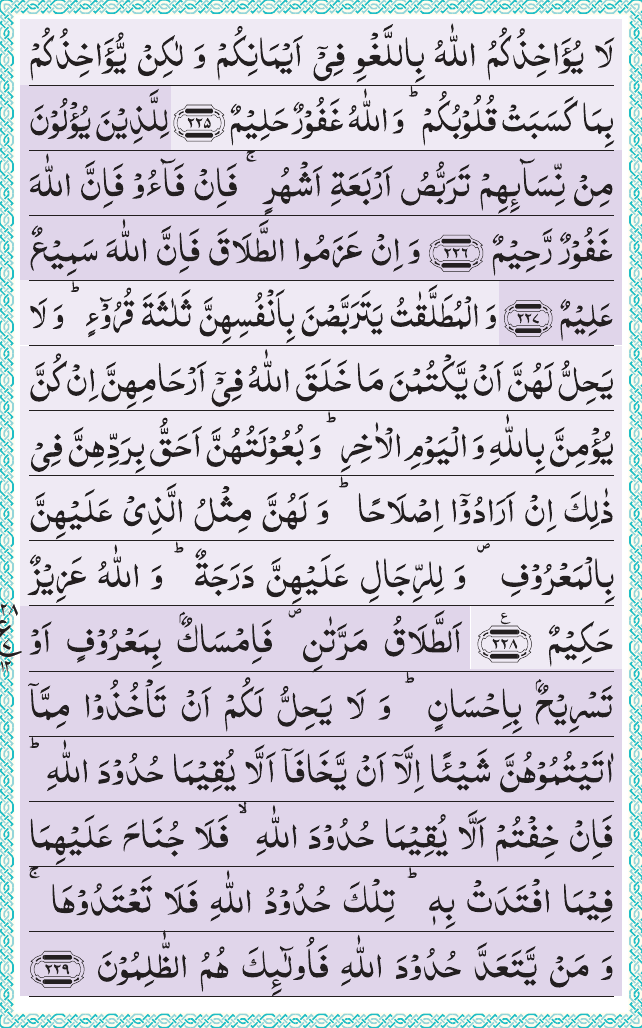 لَا يُؤَاخِذُكُمُ اللّٰهُ بِاللَّغْوِ فِیْۤ اَيْمَانِكُمْ وَ لٰكِنْ يُّؤَاخِذُكُمْ
بِمَا كَسَبَتْ قُلُوْبُكُمْ ؕ وَ اللّٰهُ غَفُوْرٌ حَلِيْمٌ ﴿۲۲۵﴾ لِلَّذِيْنَ يُؤْلُوْنَ
مِنْ نِّسَآىِٕهِمْ تَرَبُّصُ اَرْبَعَةِ اَشْهُرٍ ۚ فَاِنْ فَآءُوْ فَاِنَّ اللّٰهَ
غَفُوْرٌ رَّحِيْمٌ ﴿۲۲۶﴾ وَ اِنْ عَزَمُوا الطَّلَاقَ فَاِنَّ اللّٰهَ سَمِيْعٌ
عَلِيْمٌ ﴿۲۲۷﴾ وَ الْمُطَلَّقٰتُ يَتَرَبَّصْنَ بِاَنْفُسِهِنَّ ثَلٰثَةَ قُرُوْٓءٍ ؕ وَ لَا
يَحِلُّ لَهُنَّ اَنْ يَّكْتُمْنَ مَا خَلَقَ اللّٰهُ فِیْۤ اَرْحَامِهِنَّ اِنْ كُنَّ
يُؤْمِنَّ بِاللّٰهِ وَ الْيَوْمِ الْاٰخِرِ ؕ وَ بُعُوْلَتُهُنَّ اَحَقُّ بِرَدِّهِنَّ فِیْ
ذٰلِكَ اِنْ اَرَادُوْۤا اِصْلَاحًا ؕ وَ لَهُنَّ مِثْلُ الَّذِیْ عَلَيْهِنَّ
بِالْمَعْرُوْفِ ۪ وَ لِلرِّجَالِ عَلَيْهِنَّ دَرَجَةٌ ؕ وَ اللّٰهُ عَزِيْزٌ
حَكِيْمٌ ﴿۲۲۸﴾ ع اَلطَّلَاقُ مَرَّتٰنِ ۪ فَاِمْسَاكٌۢ بِمَعْرُوْفٍ اَوْ
تَسْرِيْحٌۢ بِاِحْسَانٍ ؕ وَ لَا يَحِلُّ لَكُمْ اَنْ تَاْخُذُوْا مِمَّاۤ
اٰتَيْتُمُوْهُنَّ شَيْـًٔا اِلَّاۤ اَنْ يَّخَافَاۤ اَلَّا يُقِيْمَا حُدُوْدَ اللّٰهِ ؕ
فَاِنْ خِفْتُمْ اَلَّا يُقِيْمَا حُدُوْدَ اللّٰهِ ۙ فَلَا جُنَاحَ عَلَيْهِمَا
فِيْمَا افْتَدَتْ بِهٖ ؕ تِلْكَ حُدُوْدُ اللّٰهِ فَلَا تَعْتَدُوْهَا ۚ
وَ مَنْ يَّتَعَدَّ حُدُوْدَ اللّٰهِ فَاُولٰٓىِٕكَ هُمُ الظّٰلِمُوْنَ ﴿۲۲۹﴾